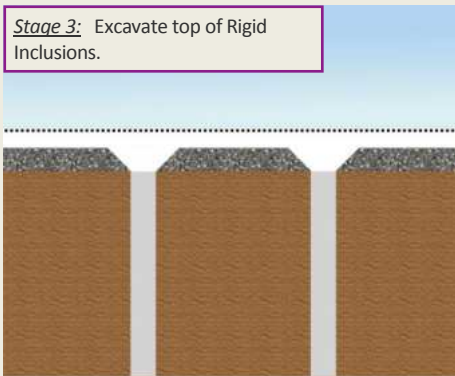 Stage 3: Excavate top of Rigid
Inclusions.